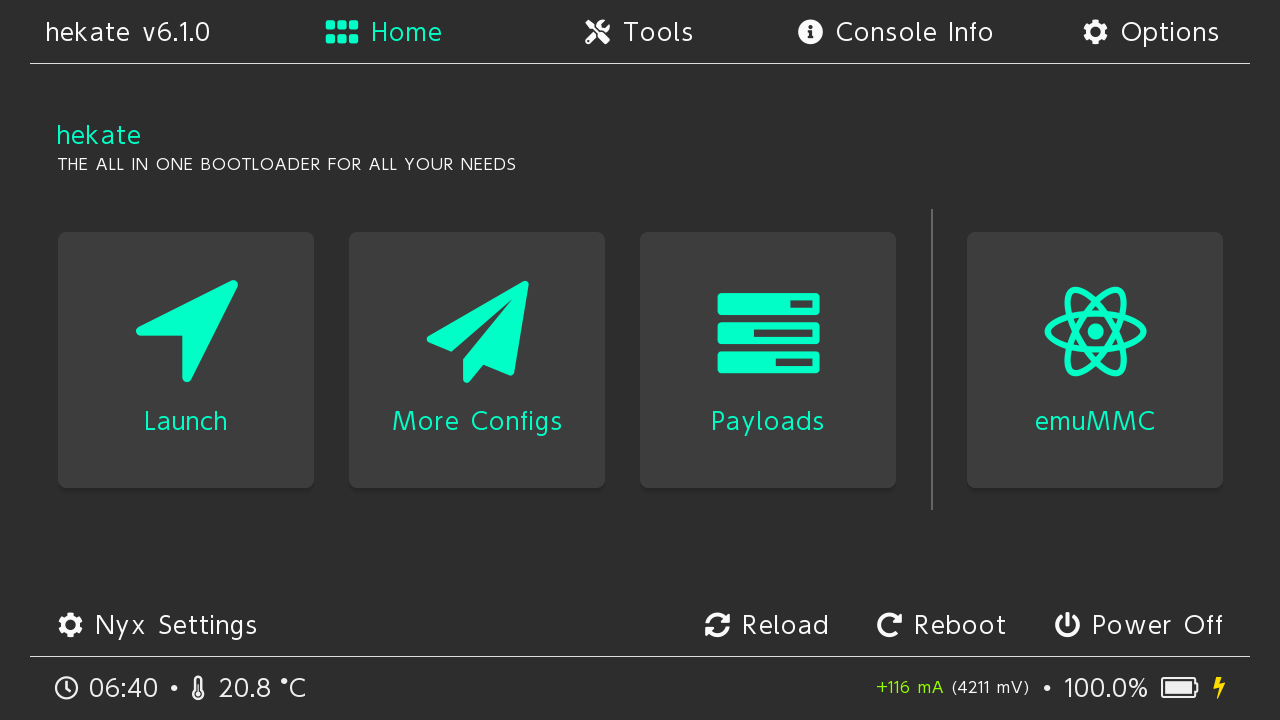 hekate v6.1.0 Home Tools Console Info Options
hekate
THE ALL IN ONE BOOTLOADER FOR ALL YOUR NEEDS
Launch More Configs Payloads emuMMC
Nyx Settings Reload Reboot Power Off
06:40 • 20.8 °C +116 mA (4211 mV) • 100.0%